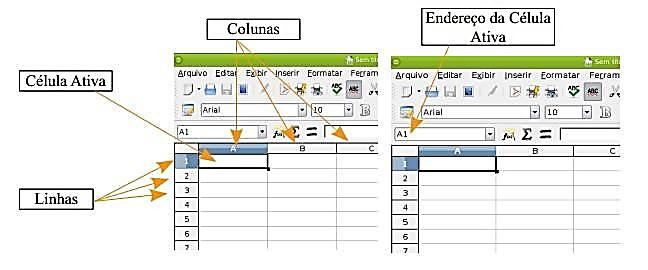 Colunas
Endereço da Célula
Ativa
Célula Ativa
Linhas
Sem tít
Arquivo Editar Exibir Inserir Formatar Ferram
Arial 10
A1
A B C
1
2
3
4
5
6
7
Sem
Arquivo Editar Exibir Inserir Formatar Ferram
Arial 10
A1
A B C
1
2
3
4
5
6
7